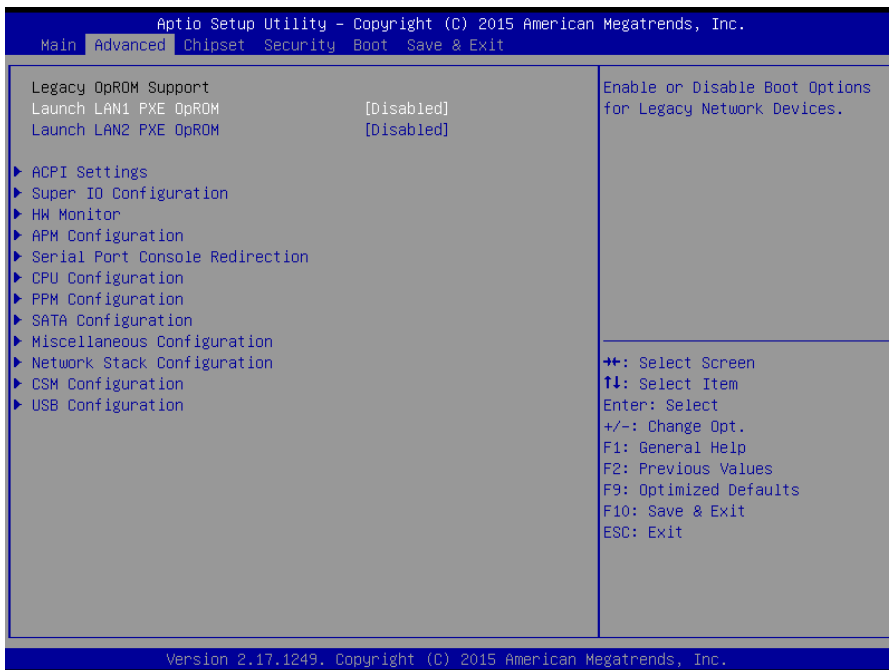 Aptio Setup Utility – Copyright (C) 2015 American Megatrends, Inc.
Main Advanced Chipset Security Boot Save & Exit
Legacy OpROM Support
Launch LAN1 PXE OpROM [Disabled]
Launch LAN2 PXE OpROM [Disabled]
ACPI Settings
Super IO Configuration
HW Monitor
APM Configuration
Serial Port Console Redirection
CPU Configuration
PPM Configuration
SATA Configuration
Miscellaneous Configuration
Network Stack Configuration
CSM Configuration
USB Configuration
Enable or Disable Boot Options
for Legacy Network Devices.
→←: Select Screen
↑↓: Select Item
Enter: Select
+/-: Change Opt.
F1: General Help
F2: Previous Values
F9: Optimized Defaults
F10: Save & Exit
ESC: Exit
Version 2.17.1249. Copyright (C) 2015 American Megatrends, Inc.